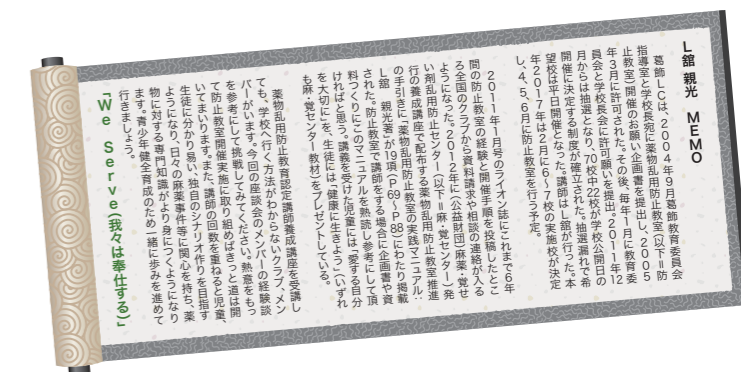 L舘 親光　MEMO
葛飾LCは、2004年9月葛飾教育委員会
指導室と学校長宛に薬物乱用防止教室(以下=防
止教室)開催のお願い企画書を提出し、2005
年3月に許可された。その後、毎年1月に教育委
員会と学校長会に許可願いを提出。2011年12
月からは抽選となり、70校中22校が学校公開日の
開催に決定する制度が確立された。抽選漏れで希
望校は平日開催となった。講師はL舘が行った。本
年2017年は2月に6〜7校の実施校が決定
し、4、5、6月に防止教室を行う予定。
2011年1月号のライオン誌にこれまで6年
間の防止教室の経験と開催手順を投稿したとこ
ろ全国のクラブから資料請求や相談の連絡が入る
ようになった。2012年に(公益財団)麻薬・覚せ
い剤乱用防止センター(以下=麻・覚センター)発
行の養成講座で配布する薬物乱用防止教室推進
の手引きに、「薬物乱用防止教室の実践マニュアル:
L舘　親光著」が19項(P69〜P88)にわたり掲載
された。防止教室で講師をする場合に企画書や資
料つくりにこのマニュアルを熟読し参考にして頂
ければと思う。講義を受けた児童には、「愛する自分
を大切に」を、生徒には「健康に生きよう」(いずれ
も麻・覚センター教材)をプレゼントしている。
薬物乱用防止教育認定講師養成講座を受講し
ても、学校へ行く方法がわからないクラブ、メン
バーがいます。今回の座談会のメンバーの経験談
を参考にして挑戦してみてください。熱意をもっ
て防止教室開催実施に取り組めばきっと道は開
いてまいります。また、講師の回数を重ねると児童、
生徒に分かり易い、独自のシナリオ作りを目指す
ようになり、日々の麻薬事件等に関心を持ち、薬
物に対する専門知識がより身につくようになり
ます。青少年健全育成のため一緒に歩みを進めて
行きましょう。
「We Serve(我々は奉仕する)」